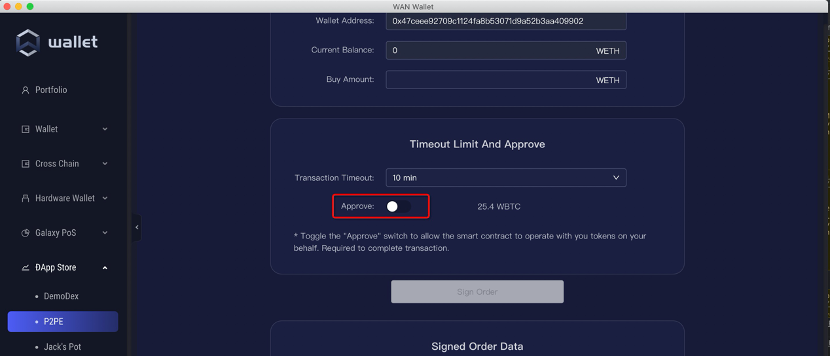 WAN Wallet
wallet
Portfolio
Wallet
Cross Chain
Hardware Wallet
Galaxy PoS
ÐApp Store
DemoDex
P2PE
Jack's Pot
Wallet Address: 0x47ceee92709c1124fa8b53071d9a52b3aa409902
Current Balance: 0 WETH
Buy Amount: WETH
Timeout Limit And Approve
Transaction Timeout: 10 min
Approve: 25.4 WBTC
* Toggle the "Approve" switch to allow the smart contract to operate with you tokens on your
behalf. Required to complete transaction.
Sign Order
Signed Order Data